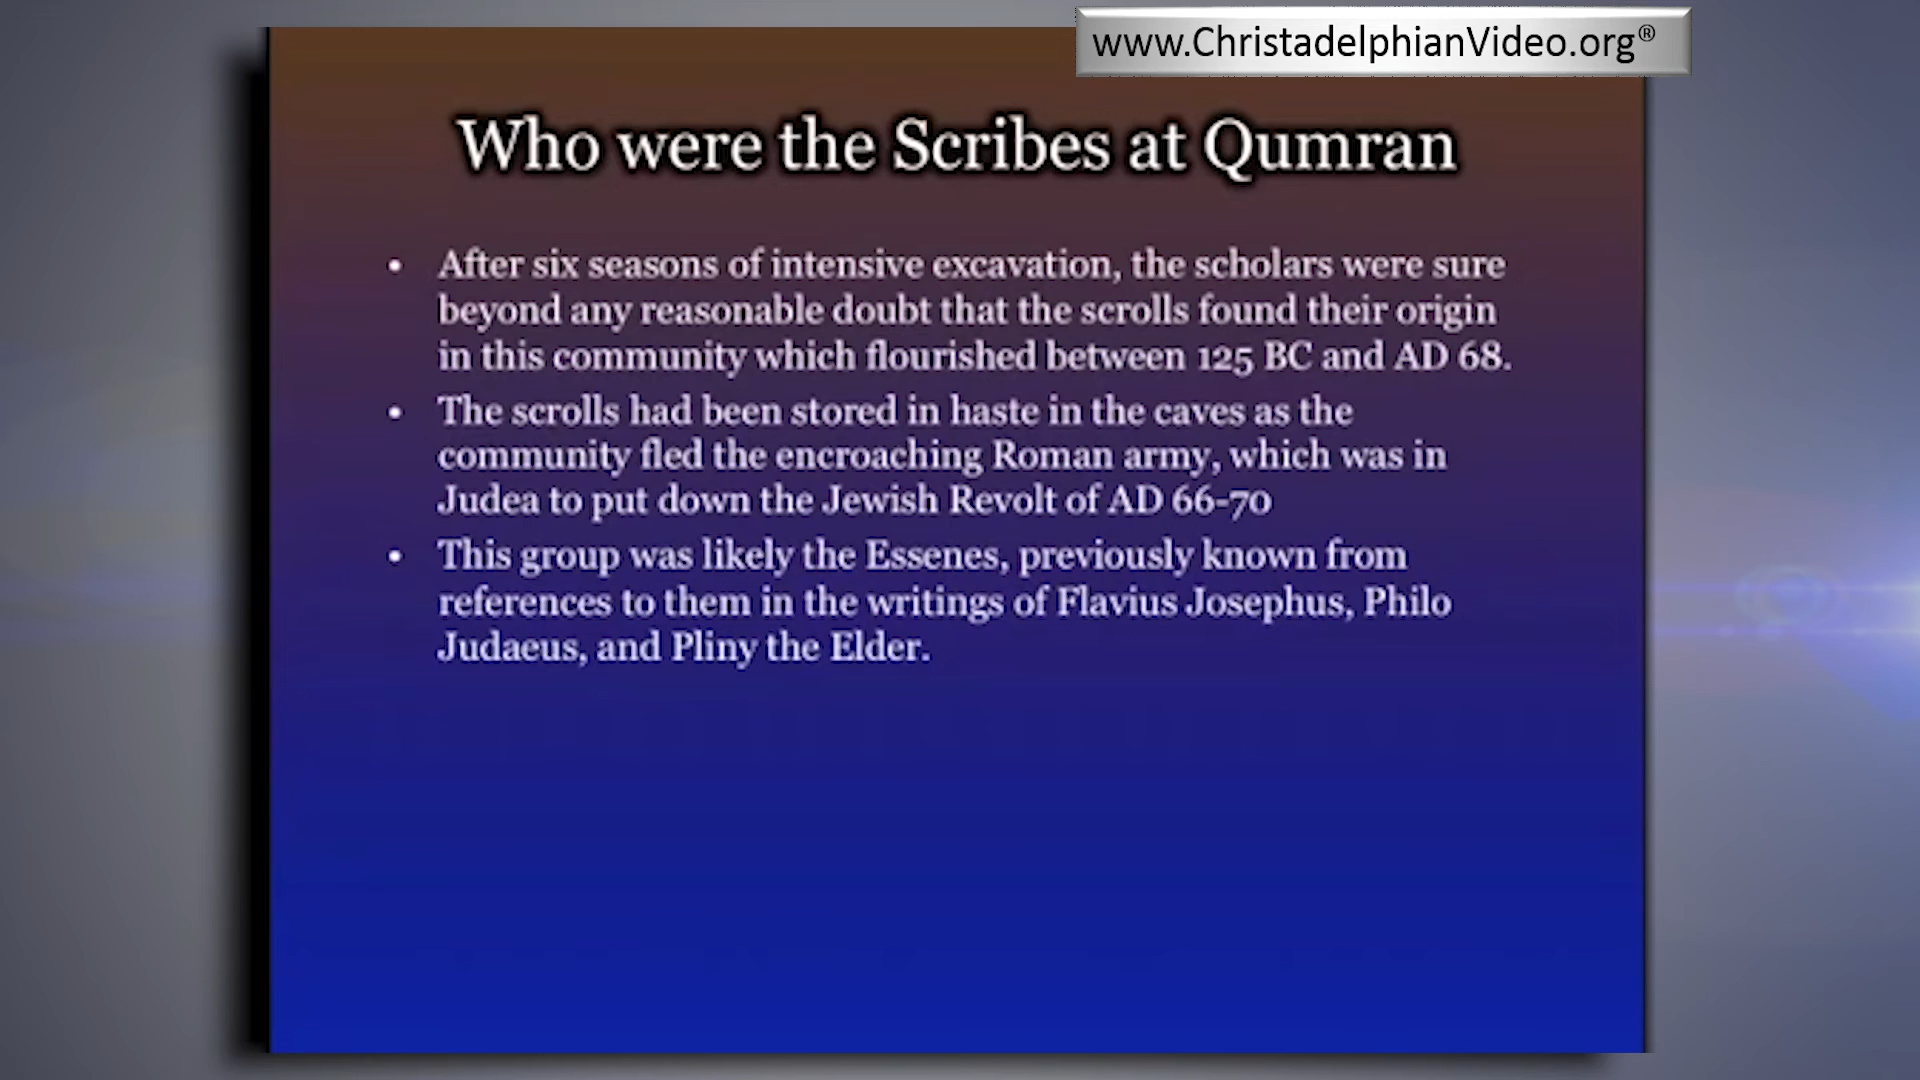 www.ChristadelphianVideo.org®
Who were the Scribes at Qumran
• After six seasons of intensive excavation, the scholars were sure
beyond any reasonable doubt that the scrolls found their origin
in this community which flourished between 125 BC and AD 68.
• The scrolls had been stored in haste in the caves as the
community fled the encroaching Roman army, which was in
Judea to put down the Jewish Revolt of AD 66-70
• This group was likely the Essenes, previously known from
references to them in the writings of Flavius Josephus, Philo
Judaeus, and Pliny the Elder.